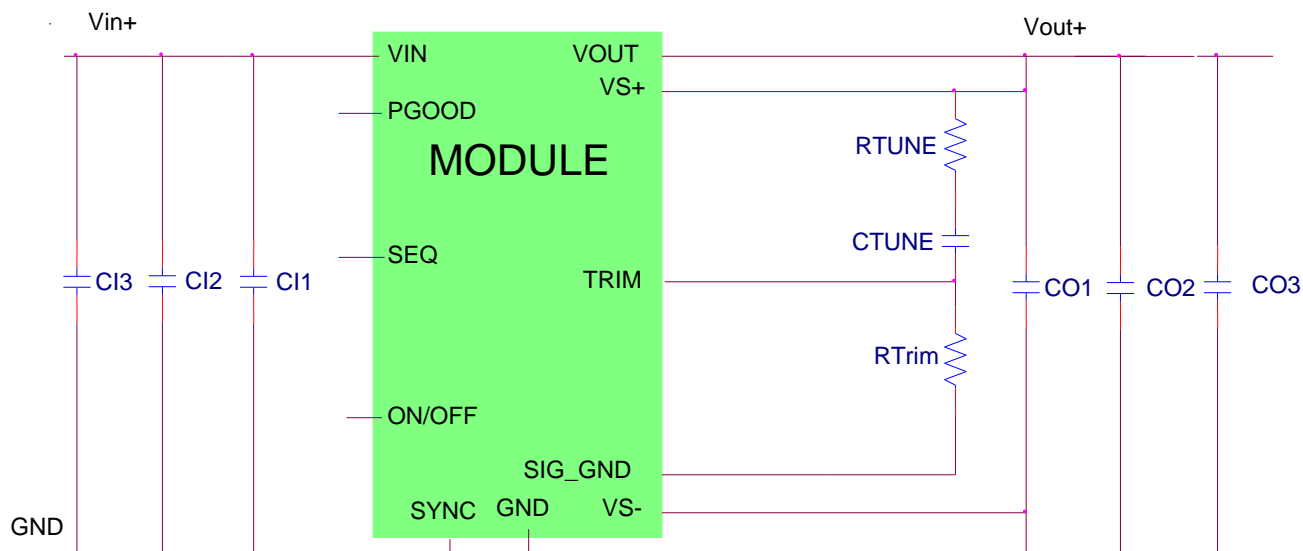 Vin+
Vout+
VIN
VOUT
VS+
PGOOD
MODULE
RTUNE
CTUNE
SEQ
TRIM
CI3
CI2
CI1
CO1
CO2
CO3
RTrim
ON/OFF
SIG_GND
SYNC
GND
VS-
GND